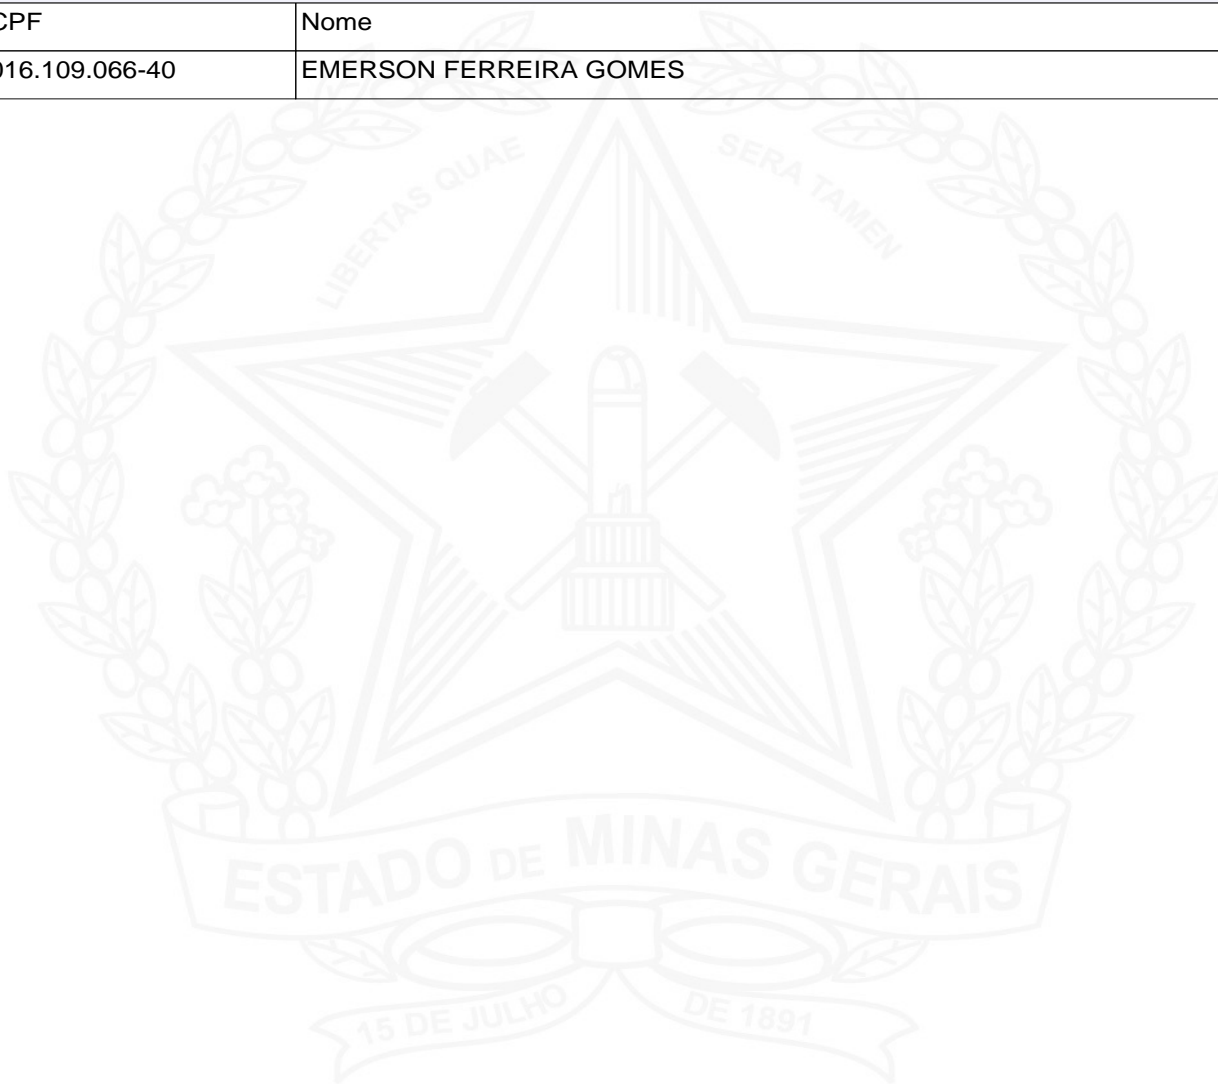 CPF Nome
016.109.066-40 EMERSON FERREIRA GOMES
LIBERTAS QUAE SERA TAMEN
ESTADO DE MINAS GERAIS
15 DE JULHO DE 1891